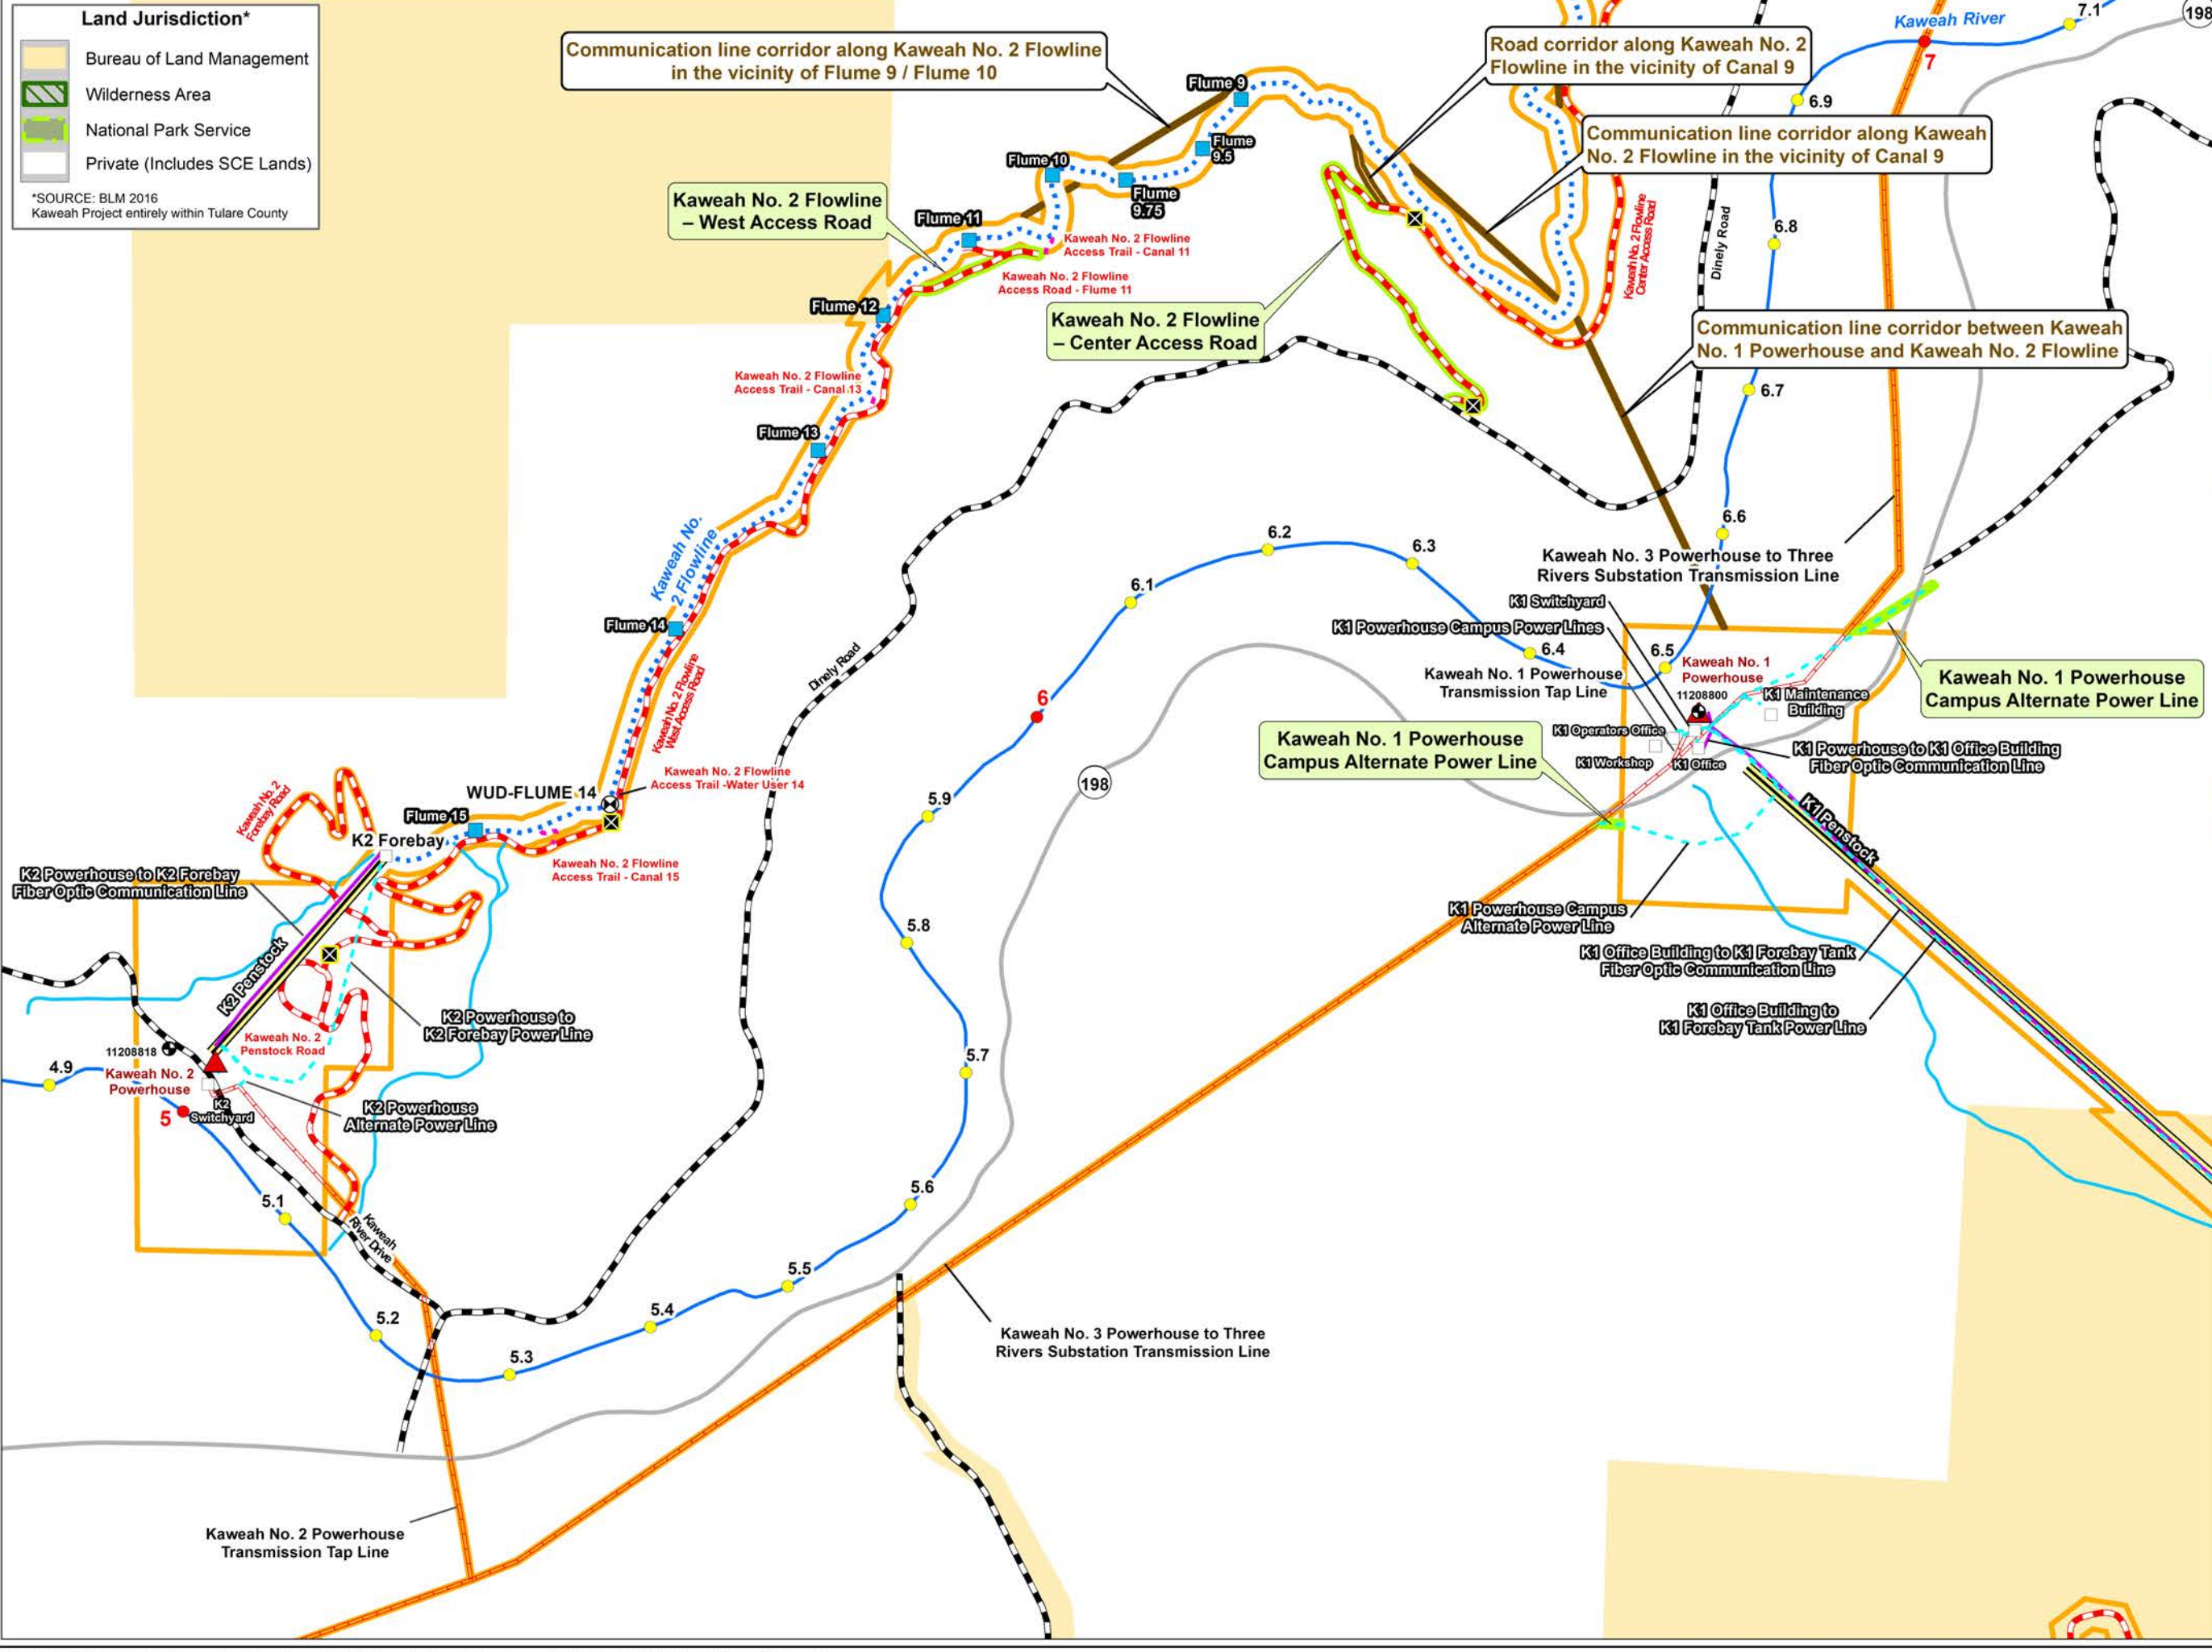 Land Jurisdiction*
Bureau of Land Management
Wilderness Area
National Park Service
Private (Includes SCE Lands)
*SOURCE: BLM 2016
Kaweah Project entirely within Tulare County
Communication line corridor along Kaweah No. 2 Flowline
in the vicinity of Flume 9 / Flume 10
Road corridor along Kaweah No. 2
Flowline in the vicinity of Canal 9
Kaweah River
7.1
198
7
6.9
Communication line corridor along Kaweah
No. 2 Flowline in the vicinity of Canal 9
Flume 9
Flume
9.5
Flume 10
Flume
9.75
Kaweah No. 2 Flowline
– West Access Road
Flume 11
Kaweah No. 2 Flowline
Access Trail - Canal 11
Kaweah No. 2 Flowline
Access Road - Flume 11
Kaweah No. 2 Flowline
Center Access Road
Dinely Road
6.8
Flume 12
Kaweah No. 2 Flowline
– Center Access Road
Communication line corridor between Kaweah
No. 1 Powerhouse and Kaweah No. 2 Flowline
Kaweah No. 2 Flowline
Access Trail - Canal 13
6.7
Flume 13
Kaweah No.
2 Flowline
6.6
6.2
6.3
6.1
Kaweah No. 3 Powerhouse to Three
Rivers Substation Transmission Line
K1 Switchyard
K1 Powerhouse Campus Power Lines
Flume 14
6.4
6.5
Kaweah No. 1 Powerhouse
Transmission Tap Line
Kaweah No. 1
Powerhouse
11208800
K1 Maintenance
Building
Kaweah No. 1 Powerhouse
Campus Alternate Power Line
Dinely Road
Kaweah No. 2 Flowline
West Access Road
6
Kaweah No. 1 Powerhouse
Campus Alternate Power Line
K1 Operators Office
K1 Workshop
K1 Office
K1 Powerhouse to K1 Office Building
Fiber Optic Communication Line
198
Kaweah No. 2 Flowline
Access Trail -Water User 14
WUD-FLUME 14
Kaweah No. 2
Forebay Road
Flume 15
K2 Forebay
5.9
K1 Penstock
Kaweah No. 2 Flowline
Access Trail - Canal 15
K2 Powerhouse to K2 Forebay
Fiber Optic Communication Line
K1 Powerhouse Campus
Alternate Power Line
5.8
K1 Office Building to K1 Forebay Tank
Fiber Optic Communication Line
K2 Penstock
K1 Office Building to
K1 Forebay Tank Power Line
K2 Powerhouse to
K2 Forebay Power Line
Kaweah No. 2
Penstock Road
11208818
5.7
4.9
Kaweah No. 2
Powerhouse
5
K2
Switchyard
K2 Powerhouse
Alternate Power Line
5.6
5.1
Kaweah
River Drive
5.5
5.4
5.2
5.3
Kaweah No. 3 Powerhouse to Three
Rivers Substation Transmission Line
Kaweah No. 2 Powerhouse
Transmission Tap Line